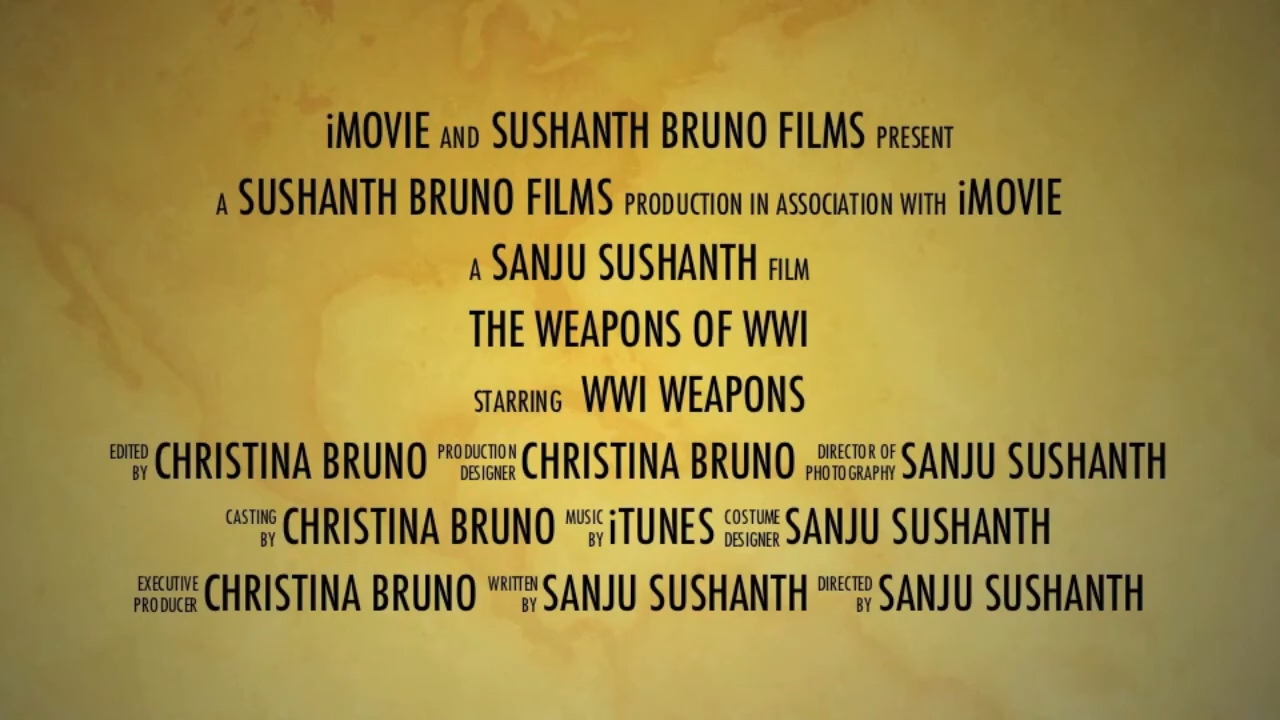 iMOVIE AND SUSHANTH BRUNO FILMS PRESENT
A SUSHANTH BRUNO FILMS PRODUCTION IN ASSOCIATION WITH iMOVIE
A SANJU SUSHANTH FILM
THE WEAPONS OF WWI
STARRING WWI WEAPONS
EDITED BY CHRISTINA BRUNO PRODUCTION DESIGNER CHRISTINA BRUNO DIRECTOR OF PHOTOGRAPHY SANJU SUSHANTH
CASTING BY CHRISTINA BRUNO MUSIC BY iTUNES COSTUME DESIGNER SANJU SUSHANTH
EXECUTIVE PRODUCER CHRISTINA BRUNO WRITTEN BY SANJU SUSHANTH DIRECTED BY SANJU SUSHANTH